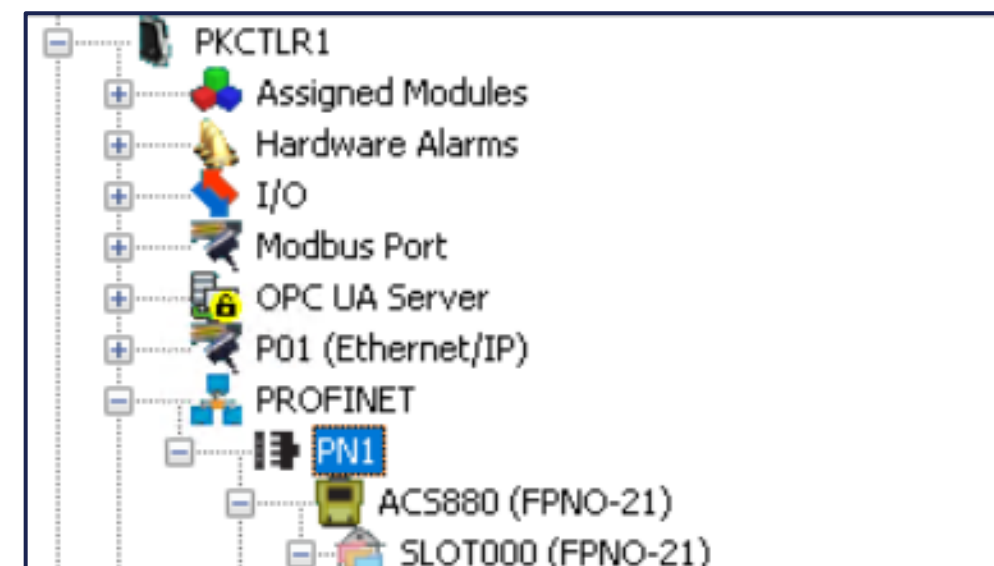 PKCTLR1
Assigned Modules
Hardware Alarms
I/O
Modbus Port
OPC UA Server
P01 (Ethernet/IP)
PROFINET
PN1
ACS880 (FPNO-21)
SLOT000 (FPNO-21)